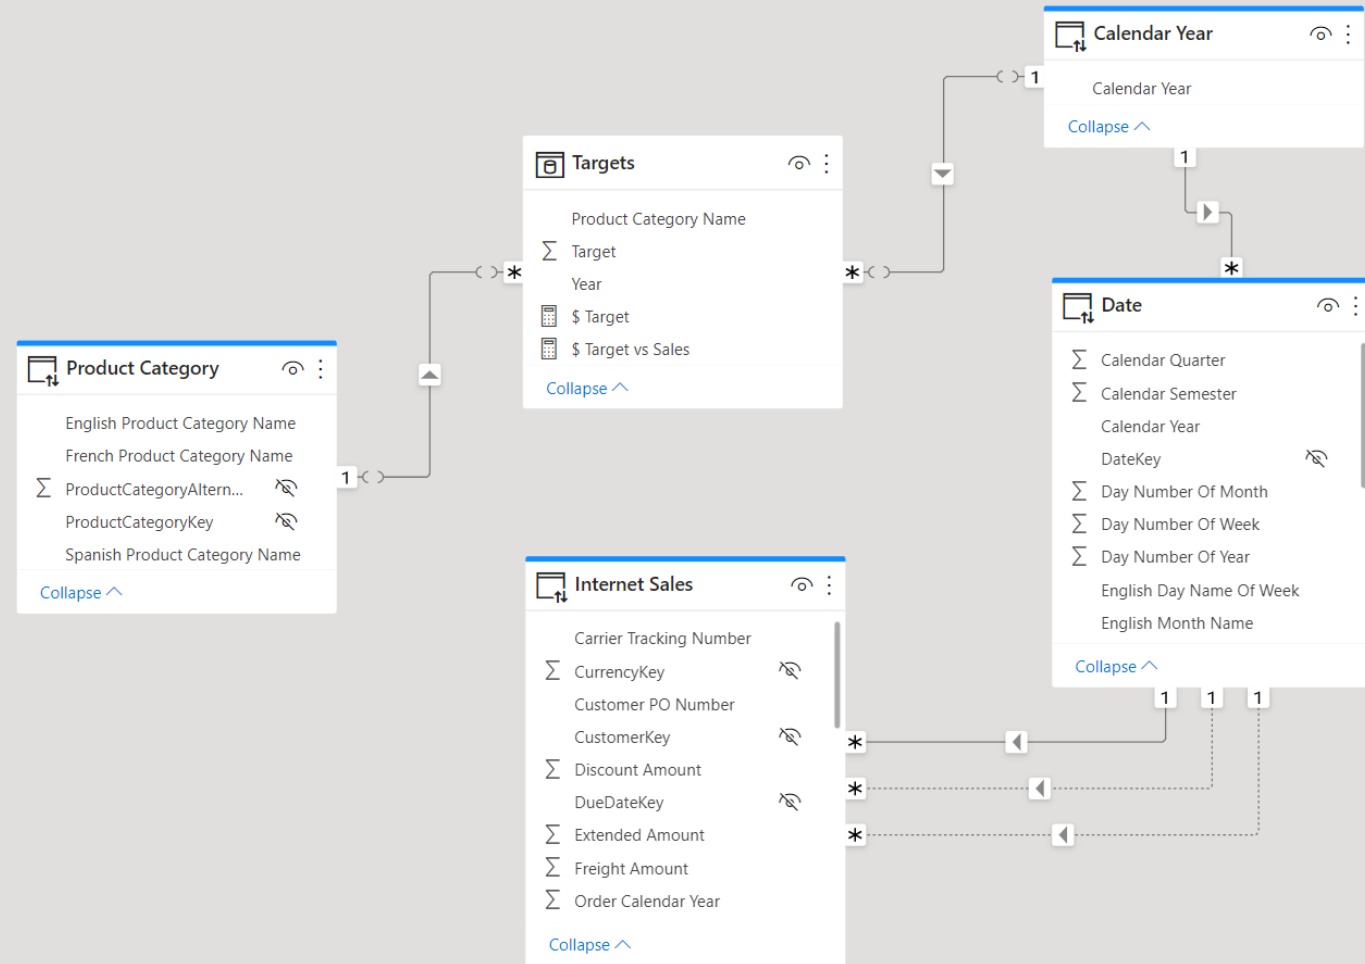 Calendar Year
Calendar Year
Collapse
1
1
Targets
Product Category Name
Target
Year
$ Target
$ Target vs Sales
Collapse
*
*
*
Date
Calendar Quarter
Calendar Semester
Calendar Year
DateKey
Day Number Of Month
Day Number Of Week
Day Number Of Year
English Day Name Of Week
English Month Name
Collapse
1
1
1
Product Category
English Product Category Name
French Product Category Name
ProductCategoryAltern...
ProductCategoryKey
Spanish Product Category Name
Collapse
1
Internet Sales
Carrier Tracking Number
CurrencyKey
Customer PO Number
CustomerKey
Discount Amount
DueDateKey
Extended Amount
Freight Amount
Order Calendar Year
Collapse
*
*
*